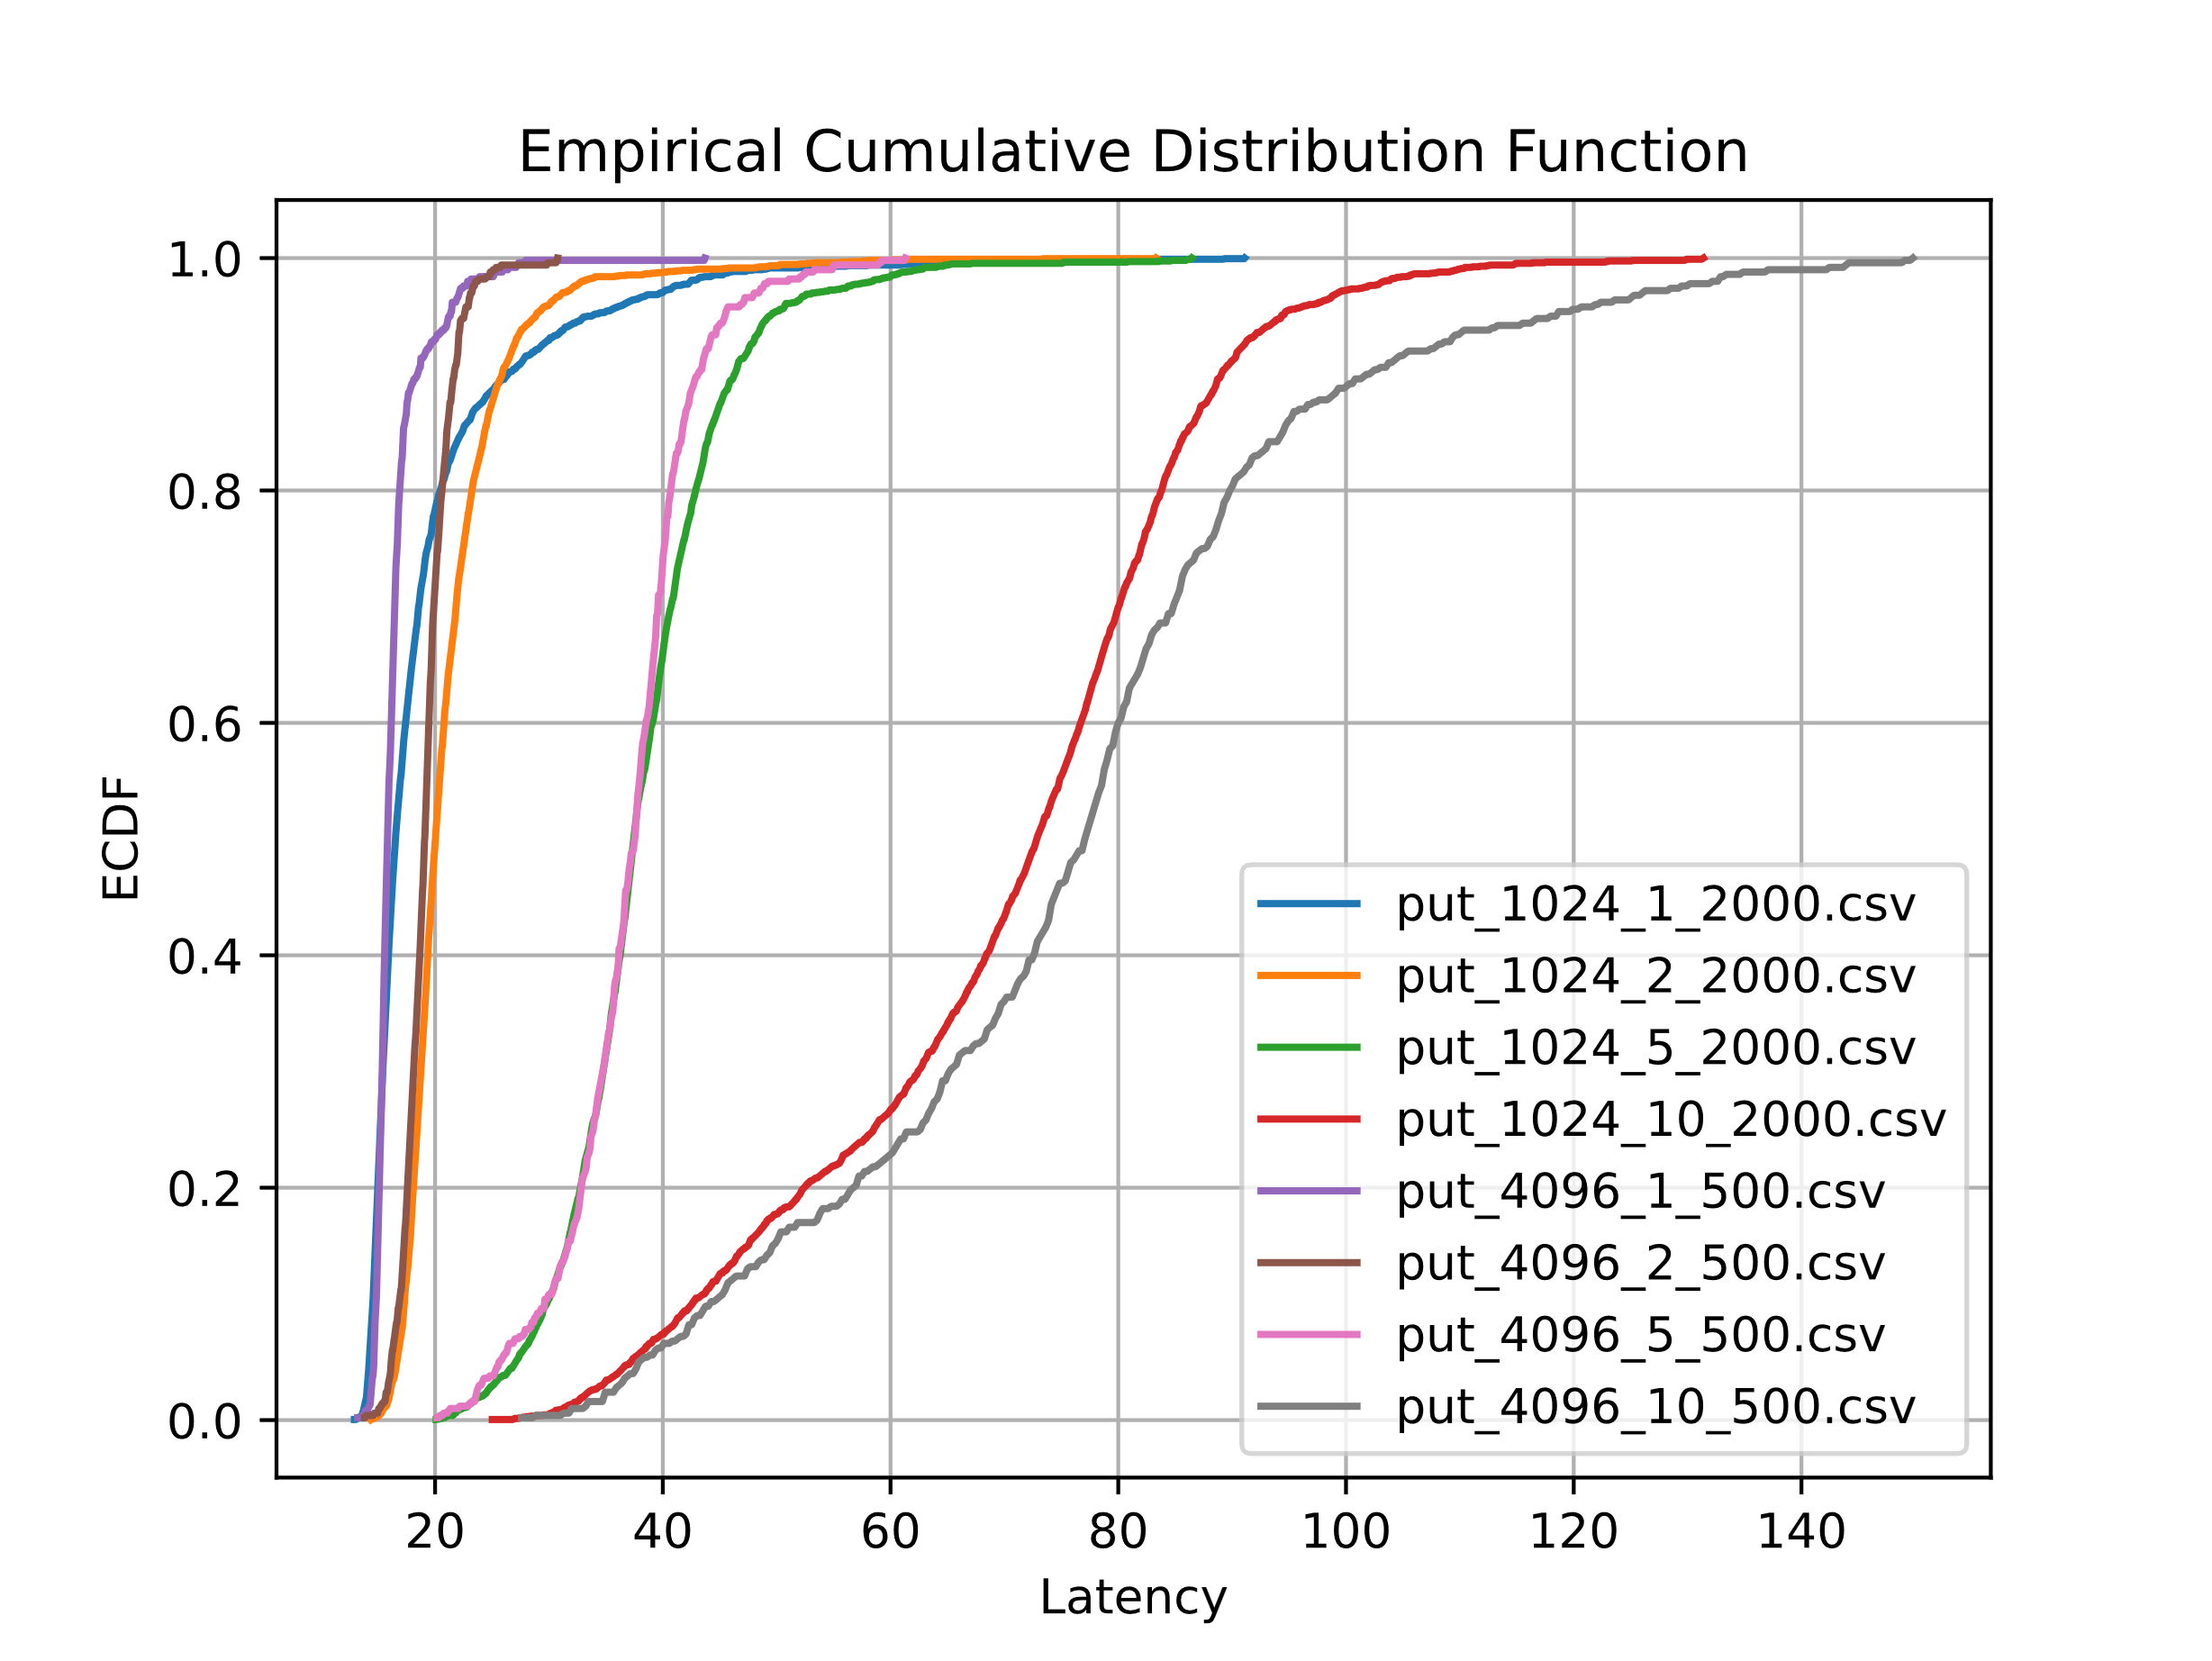 Empirical Cumulative Distribution Function
1.0
0.8
0.6
0.4
0.2
0.0
ECDF
put_1024_1_2000.csv
put_1024_2_2000.csv
put_1024_5_2000.csv
put_1024_10_2000.csv
put_4096_1_500.csv
put_4096_2_500.csv
put_4096_5_500.csv
put_4096_10_500.csv
20 40 60 80 100 120 140
Latency